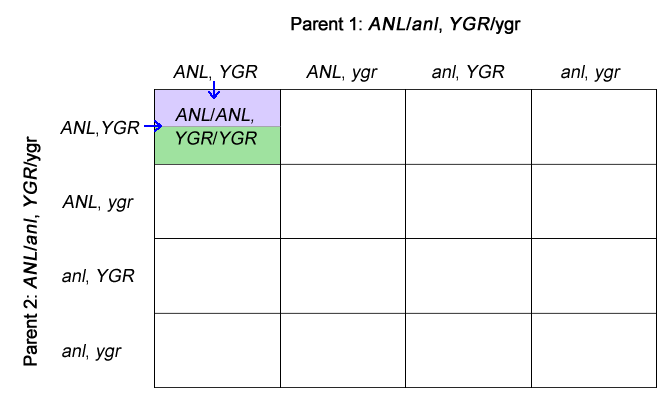 Parent 1: ANL/anl, YGR/ygr
ANL, YGR
ANL, ygr
anl, YGR
anl, ygr
Parent 2: ANL/anl, YGR/ygr
ANL,YGR
ANL/ANL,
YGR/YGR
ANL, ygr
anl, YGR
anl, ygr